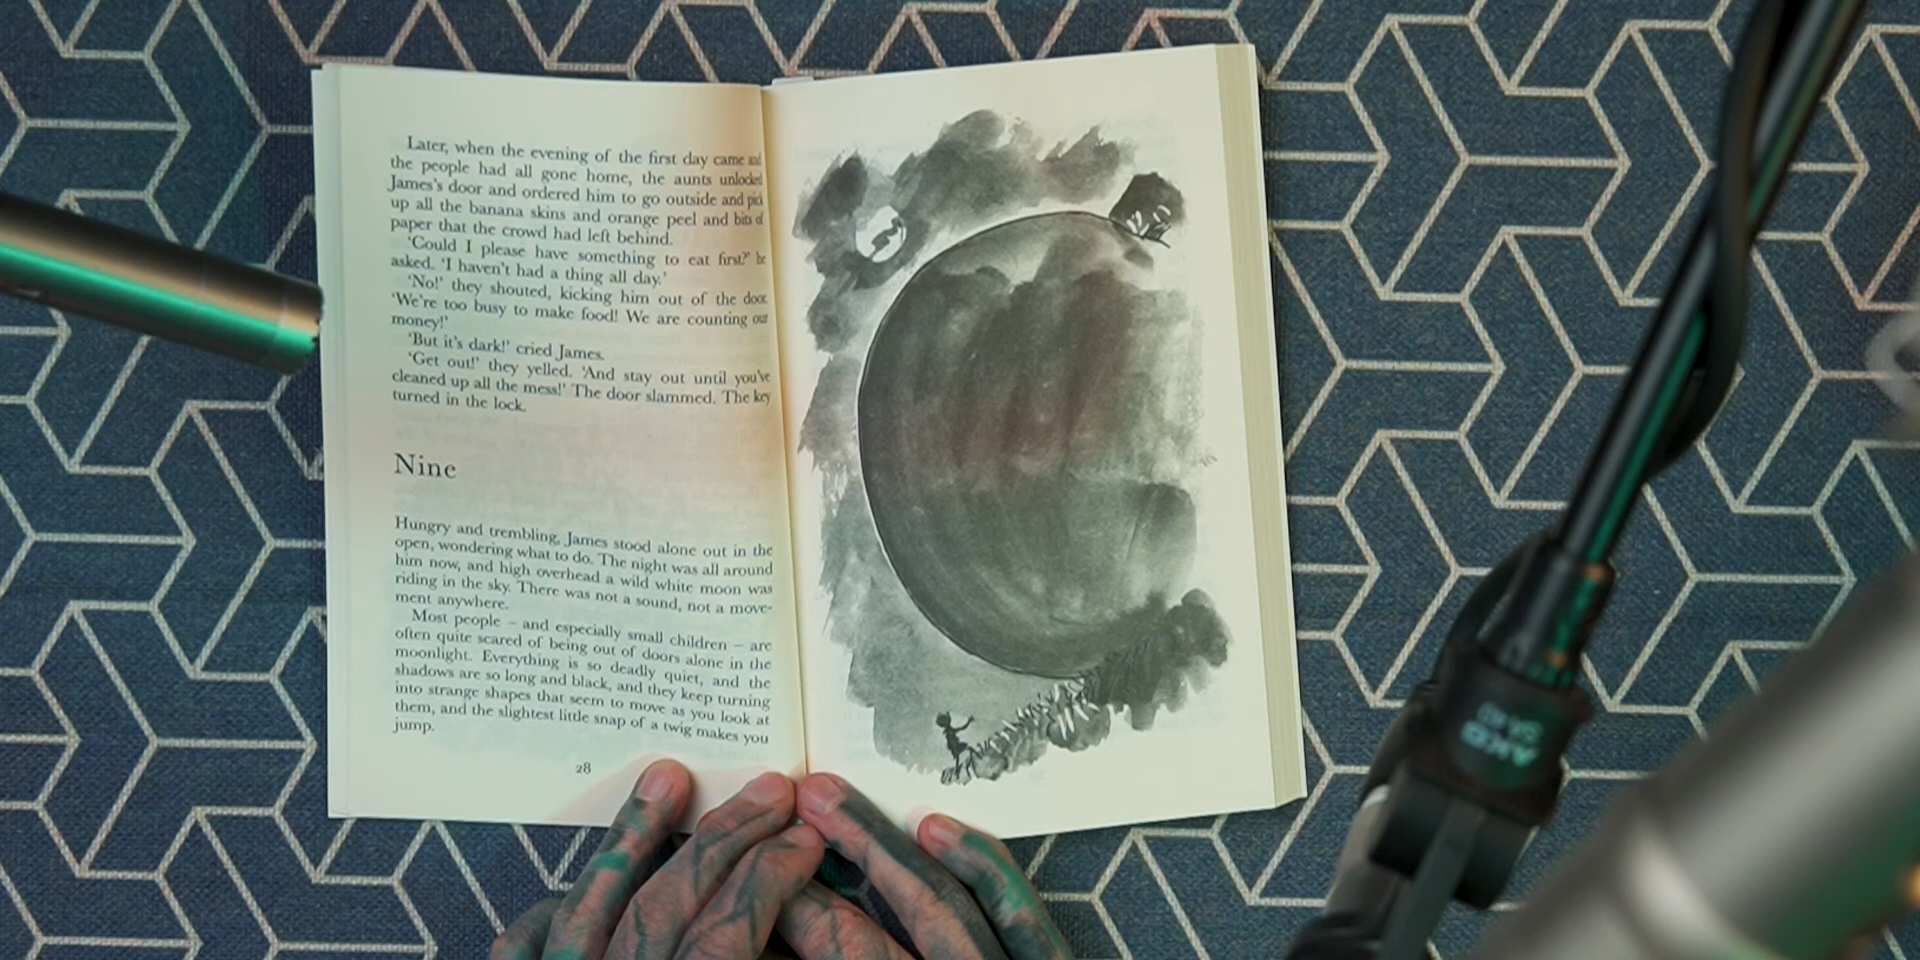 Later, when the evening of the first day came and
the people had all gone home, the aunts unlocked
James's door and ordered him to go outside and pick
up all the banana skins and orange peel and bits of
paper that the crowd had left behind.
‘Could I please have something to eat first?’ he
asked. ‘I haven't had a thing all day.’
‘No!’ they shouted, kicking him out of the door.
‘We're too busy to make food! We are counting our
money!’
‘But it's dark!’ cried James.
‘Get out!’ they yelled. ‘And stay out until you've
cleaned up all the mess!’ The door slammed. The key
turned in the lock.
Nine
Hungry and trembling, James stood alone out in the
open, wondering what to do. The night was all around
him now, and high overhead a wild white moon was
riding in the sky. There was not a sound, not a move-
ment anywhere.
Most people – and especially small children – are
often quite scared of being out of doors alone in the
moonlight. Everything is so deadly quiet, and the
shadows are so long and black, and they keep turning
into strange shapes that seem to move as you look at
them, and the slightest little snap of a twig makes you
jump.
28